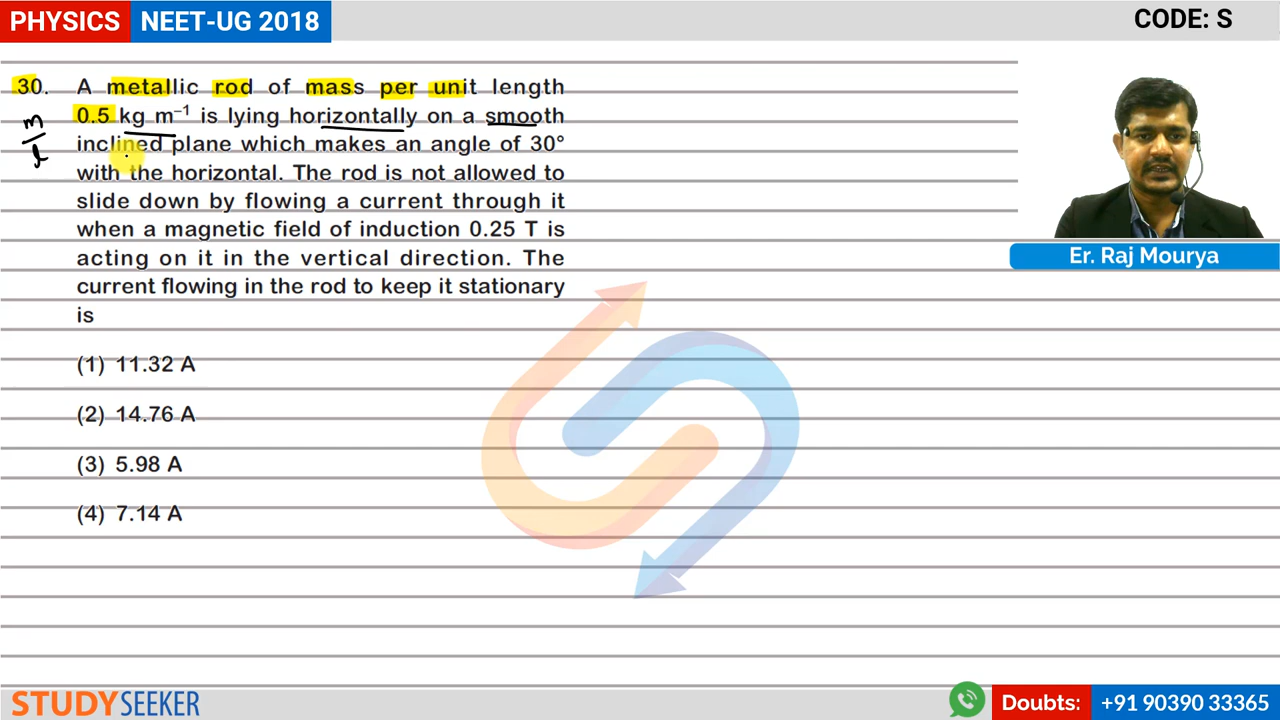 PHYSICS NEET-UG 2018
CODE: S
30. A metallic rod of mass per unit length
0.5 kg m⁻¹ is lying horizontally on a smooth
m/l
inclined plane which makes an angle of 30°
with the horizontal. The rod is not allowed to
slide down by flowing a current through it
when a magnetic field of induction 0.25 T is
acting on it in the vertical direction. The
current flowing in the rod to keep it stationary
is
(1) 11.32 A
(2) 14.76 A
(3) 5.98 A
(4) 7.14 A
Er. Raj Mourya
STUDYSEEKER
Doubts: +91 90390 33365